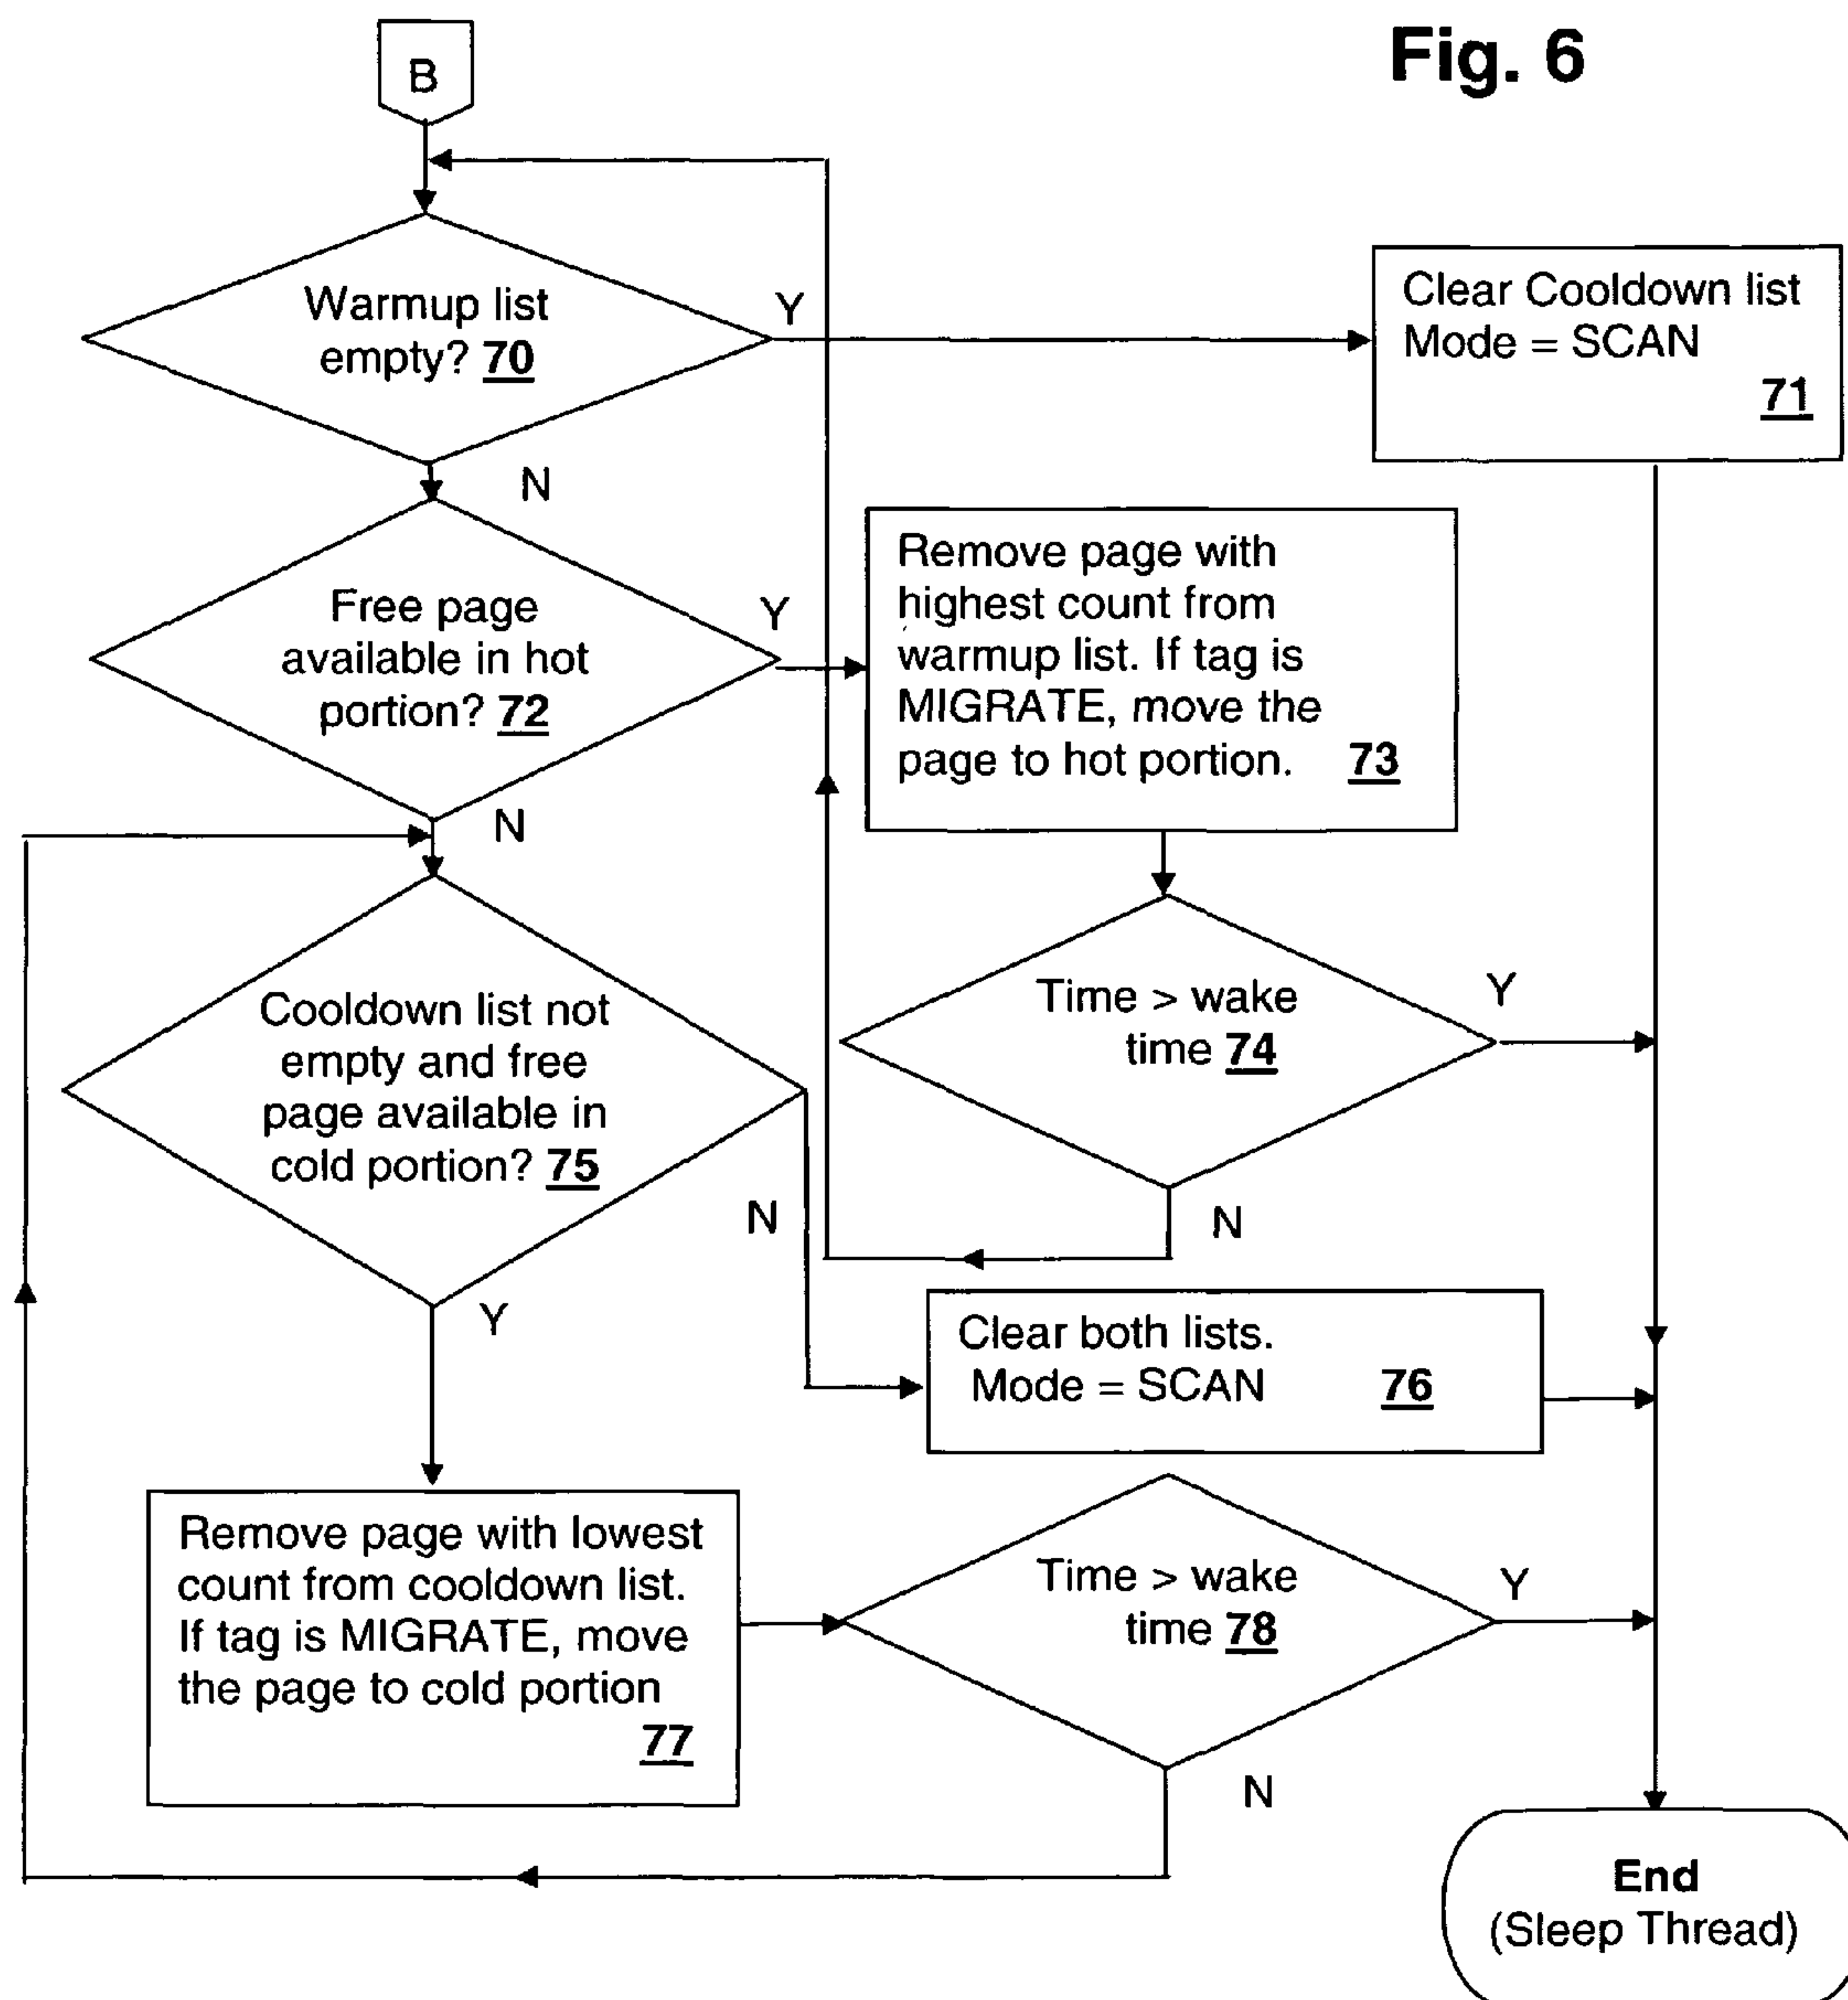 Fig. 6
B
Warmup list
empty? 70
Y
Clear Cooldown list
Mode = SCAN
71
N
Free page
available in hot
portion? 72
Y
Remove page with
highest count from
warmup list. If tag is
MIGRATE, move the
page to hot portion. 73
N
Time > wake
time 74
Y
N
Cooldown list not
empty and free
page available in
cold portion? 75
N
Y
Clear both lists.
Mode = SCAN 76
Remove page with lowest
count from cooldown list.
If tag is MIGRATE, move
the page to cold portion
77
Time > wake
time 78
Y
N
End
(Sleep Thread)